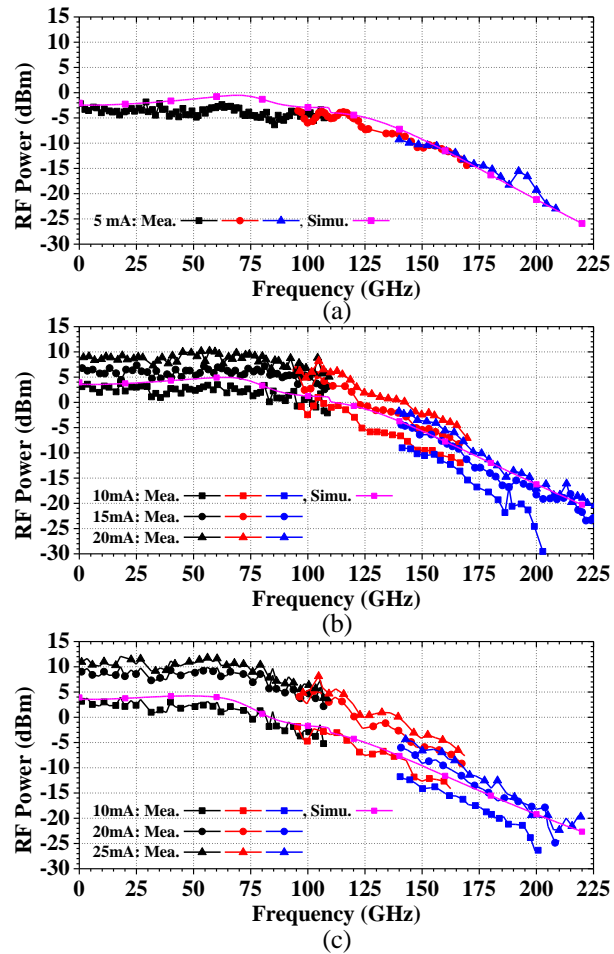 10
5
0
-5
-10
-15
-20
-25
-30
RF Power (dBm)
5 mA: Mea. , Simu.
0 25 50 75 100 125 150 175 200 225
Frequency (GHz)
(a)
15
10
5
0
-5
-10
-15
-20
-25
-30
RF Power (dBm)
10mA: Mea. , Simu.
15mA: Mea.
20mA: Mea.
0 25 50 75 100 125 150 175 200 225
Frequency (GHz)
(b)
15
10
5
0
-5
-10
-15
-20
-25
-30
RF Power (dBm)
10mA: Mea. , Simu.
20mA: Mea.
25mA: Mea.
0 25 50 75 100 125 150 175 200 225
Frequency (GHz)
(c)